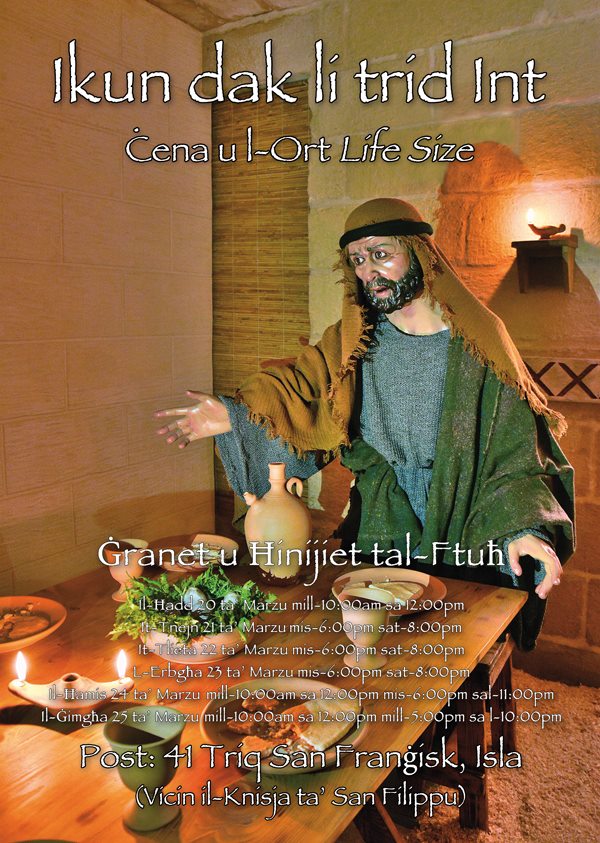 Ikun dak li trid Int
Ċena u l-Ort Life Size
Ġranet u Ħinijiet tal-Ftuħ
Il-Ħadd 20 ta' Marzu mill-10:00am sa 12:00pm
It-Tnejn 21 ta' Marzu mis-6:00pm sat-8:00pm
It-Tlieta 22 ta' Marzu mis-6:00pm sat-8:00pm
L-Erbgħa 23 ta' Marzu mis-6:00pm sat-8:00pm
Il-Ħamis 24 ta' Marzu mill-10:00am sa 12:00pm mis-6:00pm sal-11:00pm
Il-Ġimgħa 25 ta' Marzu mill-10:00am sa 12:00pm mill-5:00pm sa l-10:00pm
Post: 41 Triq San Franġisk, Isla
(Viċin il-Knisja ta' San Filippu)